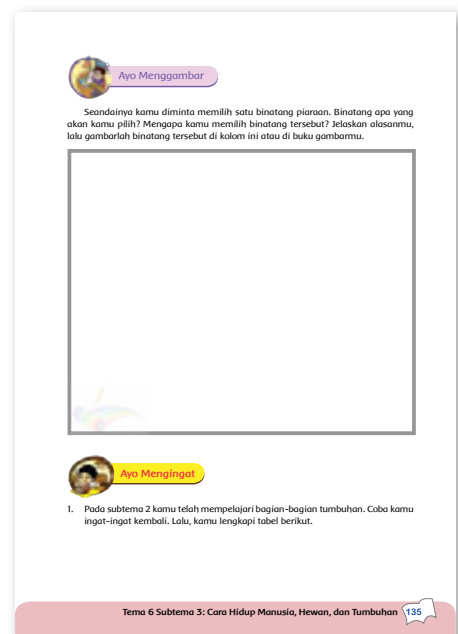 Ayo Menggambar
Seandainya kamu diminta memilih satu binatang piaraan. Binatang apa yang
akan kamu pilih? Mengapa kamu memilih binatang tersebut? Jelaskan alasanmu,
lalu gambarlah binatang tersebut di kolom ini atau di buku gambarmu.
Ayo Mengingat
1. Pada subtema 2 kamu telah mempelajari bagian-bagian tumbuhan. Coba kamu
ingat-ingat kembali. Lalu, kamu lengkapi tabel berikut.
Tema 6 Subtema 3: Cara Hidup Manusia, Hewan, dan Tumbuhan 135